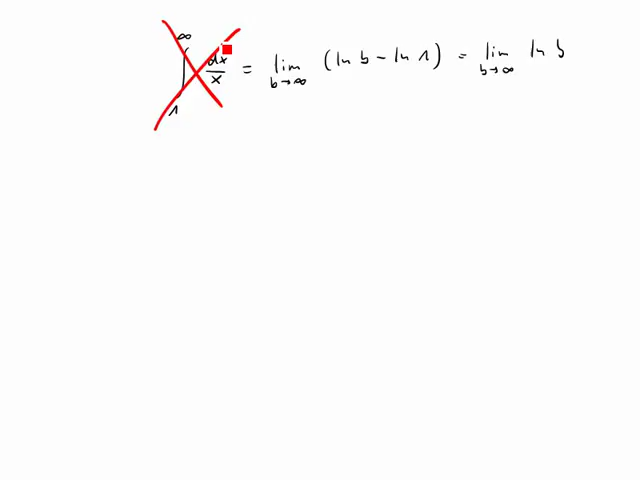 ∫₁^∞ dx/x = lim_{b→∞} (ln b − ln 1) = lim_{b→∞} ln b